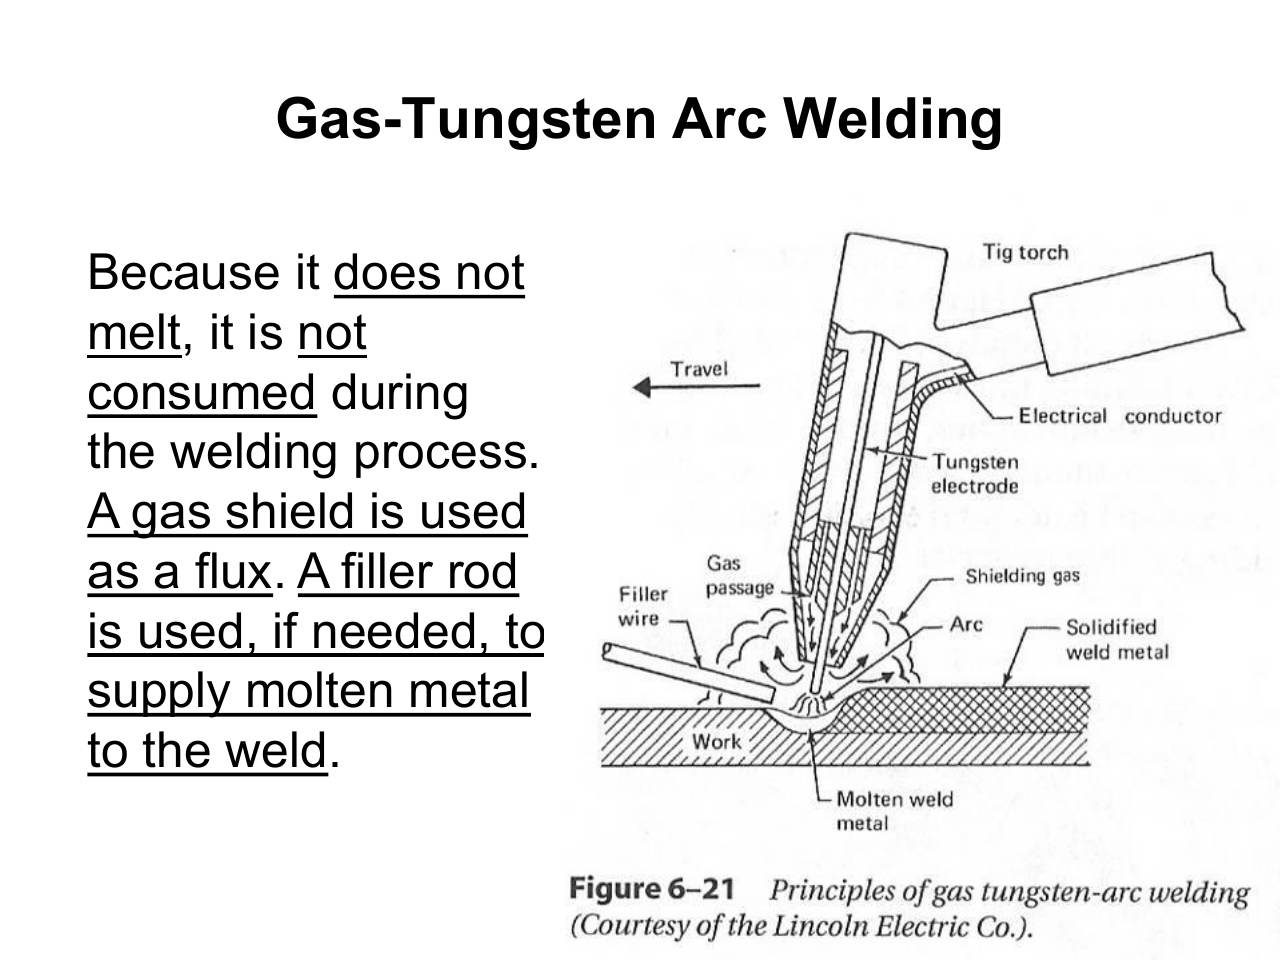 Gas-Tungsten Arc Welding
Because it does not
melt, it is not
consumed during
the welding process.
A gas shield is used
as a flux. A filler rod
is used, if needed, to
supply molten metal
to the weld.
Tig torch
Travel
Electrical conductor
Tungsten
electrode
Gas
passage
Shielding gas
Filler
wire
Arc
Solidified
weld metal
Work
Molten weld
metal
Figure 6–21 Principles of gas tungsten-arc welding
(Courtesy of the Lincoln Electric Co.).